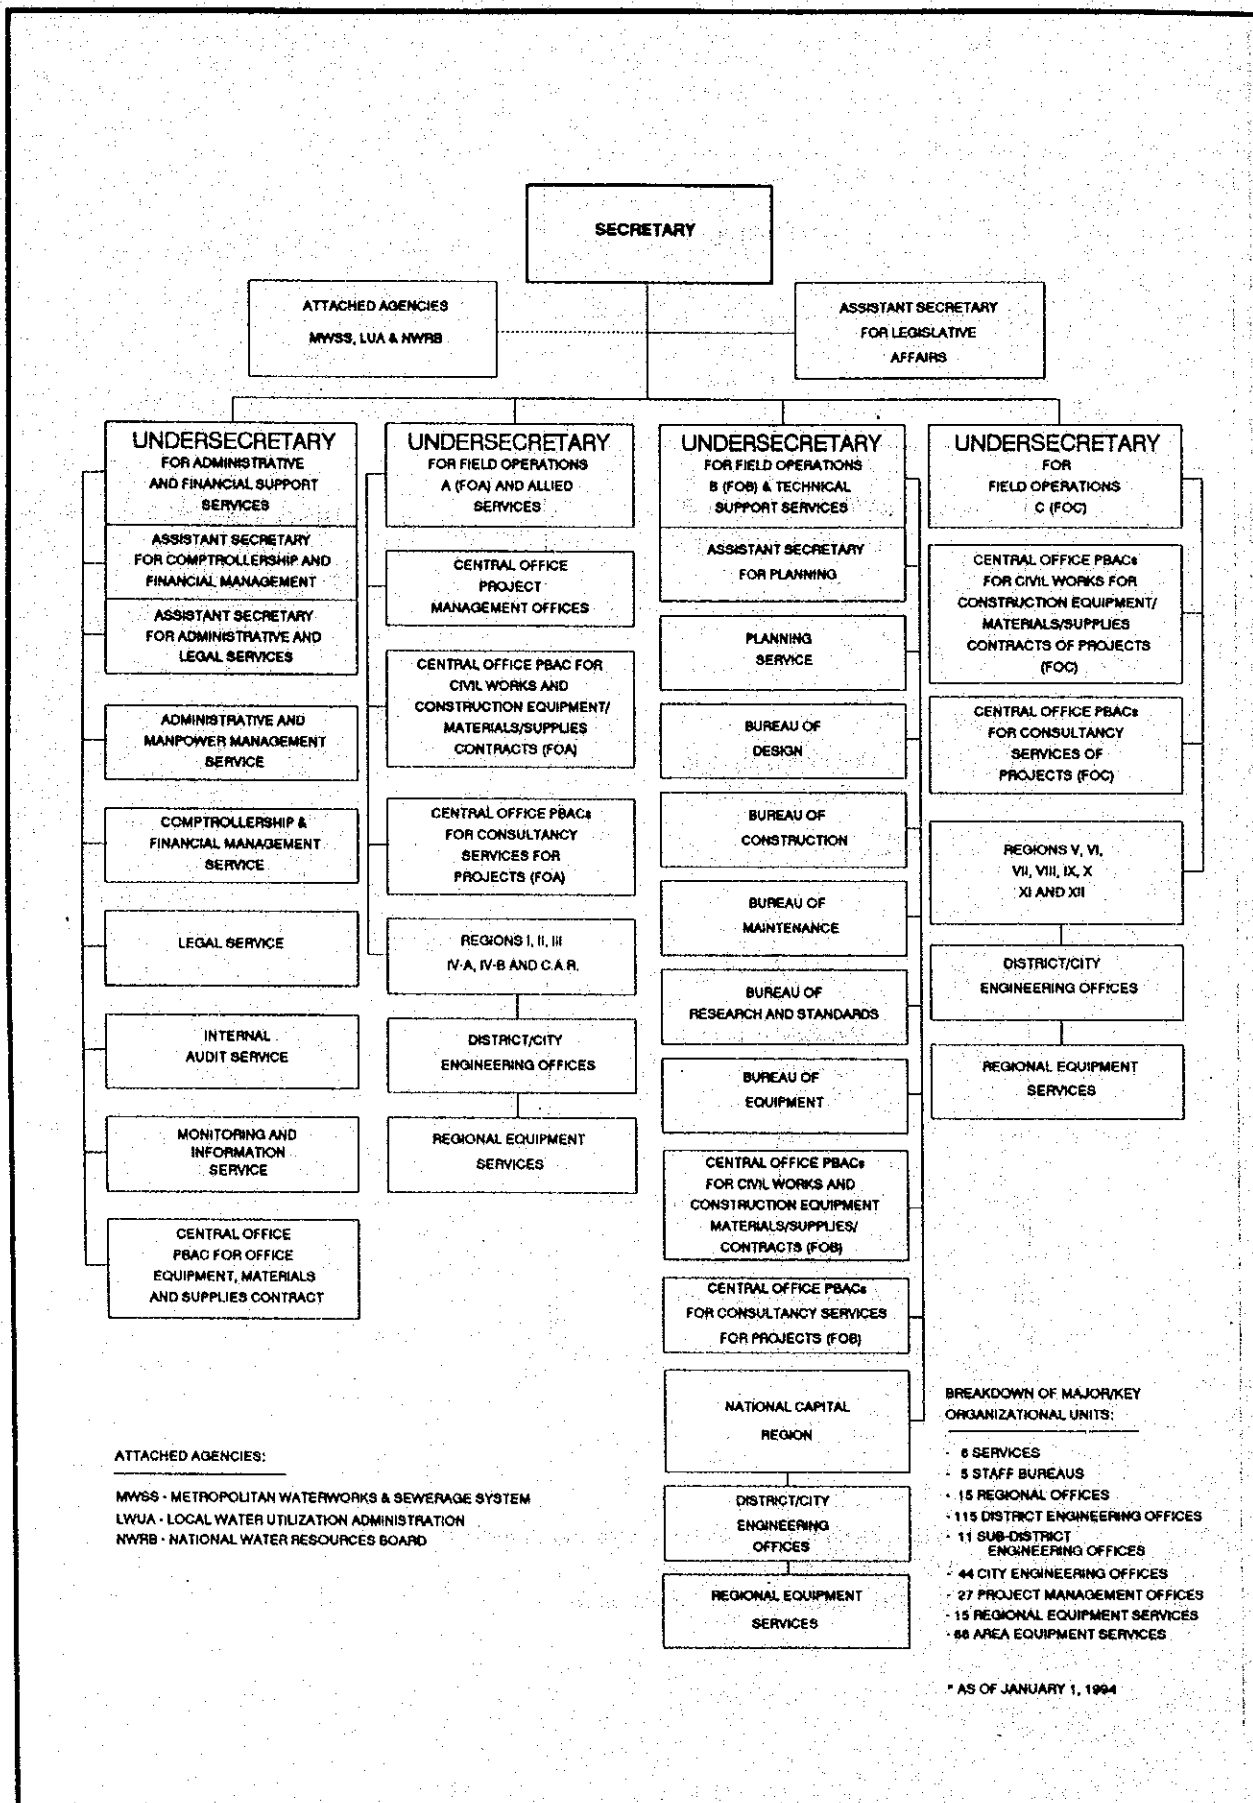 SECRETARY
ATTACHED AGENCIES
MWSS, LUA & NWRB
ASSISTANT SECRETARY
FOR LEGISLATIVE
AFFAIRS
UNDERSECRETARY
FOR ADMINISTRATIVE
AND FINANCIAL SUPPORT
SERVICES
ASSISTANT SECRETARY
FOR COMPTROLLERSHIP AND
FINANCIAL MANAGEMENT
ASSISTANT SECRETARY
FOR ADMINISTRATIVE AND
LEGAL SERVICES
ADMINISTRATIVE AND
MANPOWER MANAGEMENT
SERVICE
COMPTROLLERSHIP &
FINANCIAL MANAGEMENT
SERVICE
LEGAL SERVICE
INTERNAL
AUDIT SERVICE
MONITORING AND
INFORMATION
SERVICE
CENTRAL OFFICE
PBAC FOR OFFICE
EQUIPMENT, MATERIALS
AND SUPPLIES CONTRACT
UNDERSECRETARY
FOR FIELD OPERATIONS
A (FOA) AND ALLIED
SERVICES
CENTRAL OFFICE
PROJECT
MANAGEMENT OFFICES
CENTRAL OFFICE PBAC FOR
CIVIL WORKS AND
CONSTRUCTION EQUIPMENT/
MATERIALS/SUPPLIES
CONTRACTS (FOA)
CENTRAL OFFICE PBACs
FOR CONSULTANCY
SERVICES FOR
PROJECTS (FOA)
REGIONS I, II, III
IV-A, IV-B AND C.A.R.
DISTRICT/CITY
ENGINEERING OFFICES
REGIONAL EQUIPMENT
SERVICES
UNDERSECRETARY
FOR FIELD OPERATIONS
B (FOB) & TECHNICAL
SUPPORT SERVICES
ASSISTANT SECRETARY
FOR PLANNING
PLANNING
SERVICE
BUREAU OF
DESIGN
BUREAU OF
CONSTRUCTION
BUREAU OF
MAINTENANCE
BUREAU OF
RESEARCH AND STANDARDS
BUREAU OF
EQUIPMENT
CENTRAL OFFICE PBACs
FOR CIVIL WORKS AND
CONSTRUCTION EQUIPMENT
MATERIALS/SUPPLIES/
CONTRACTS (FOB)
CENTRAL OFFICE PBACs
FOR CONSULTANCY SERVICES
FOR PROJECTS (FOB)
NATIONAL CAPITAL
REGION
DISTRICT/CITY
ENGINEERING
OFFICES
REGIONAL EQUIPMENT
SERVICES
UNDERSECRETARY
FOR
FIELD OPERATIONS
C (FOC)
CENTRAL OFFICE PBACs
FOR CIVIL WORKS FOR
CONSTRUCTION EQUIPMENT/
MATERIALS/SUPPLIES
CONTRACTS OF PROJECTS
(FOC)
CENTRAL OFFICE PBACs
FOR CONSULTANCY
SERVICES OF
PROJECTS (FOC)
REGIONS V, VI,
VII, VIII, IX, X
XI AND XII
DISTRICT/CITY
ENGINEERING OFFICES
REGIONAL EQUIPMENT
SERVICES
ATTACHED AGENCIES:
MWSS - METROPOLITAN WATERWORKS & SEWERAGE SYSTEM
LWUA - LOCAL WATER UTILIZATION ADMINISTRATION
NWRB - NATIONAL WATER RESOURCES BOARD
BREAKDOWN OF MAJOR/KEY
ORGANIZATIONAL UNITS:
- 6 SERVICES
- 5 STAFF BUREAUS
- 15 REGIONAL OFFICES
- 115 DISTRICT ENGINEERING OFFICES
- 11 SUB-DISTRICT
ENGINEERING OFFICES
- 44 CITY ENGINEERING OFFICES
- 27 PROJECT MANAGEMENT OFFICES
- 15 REGIONAL EQUIPMENT SERVICES
- AREA EQUIPMENT SERVICES
* AS OF JANUARY 1, 1994